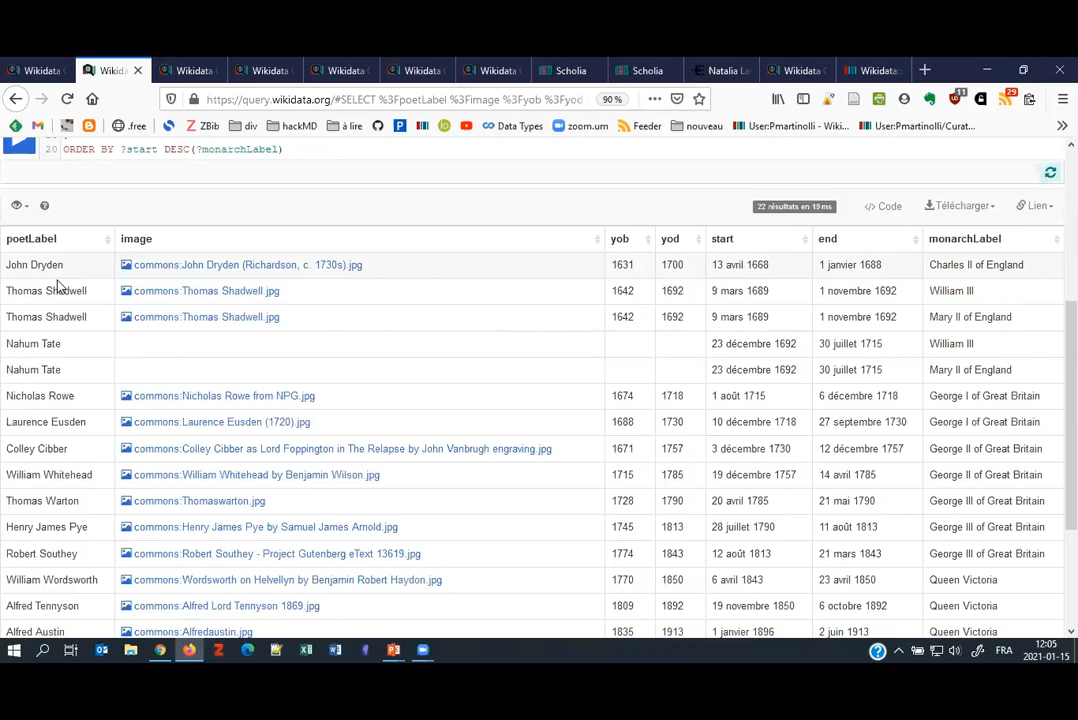 Wikidata
Wikidata
Wikidata
Wikidata
Wikidata
Wikidata
Wikidata
Scholia
Scholia
Natalia La
Wikidata
Wikidata:
https://query.wikidata.org/#SELECT %3FpoetLabel %3Fimage %3Fyob %3Fyod
90 %
11
29
.free
ZBib
div
hackMD
à lire
Data Types
zoom.um
Feeder
nouveau
User:Pmartinolli - Wiki...
User:Pmartinolli/Curat...
20 ORDER BY ?start DESC(?monarchLabel)
22 résultats en 19 ms
</> Code
Télécharger
Lien
poetLabel image yob yod start end monarchLabel
John Dryden commons:John Dryden (Richardson, c. 1730s).jpg 1631 1700 13 avril 1668 1 janvier 1688 Charles II of England
Thomas Shadwell commons:Thomas Shadwell.jpg 1642 1692 9 mars 1689 1 novembre 1692 William III
Thomas Shadwell commons:Thomas Shadwell.jpg 1642 1692 9 mars 1689 1 novembre 1692 Mary II of England
Nahum Tate 23 décembre 1692 30 juillet 1715 William III
Nahum Tate 23 décembre 1692 30 juillet 1715 Mary II of England
Nicholas Rowe commons:Nicholas Rowe from NPG.jpg 1674 1718 1 août 1715 6 décembre 1718 George I of Great Britain
Laurence Eusden commons:Laurence Eusden (1720).jpg 1688 1730 10 décembre 1718 27 septembre 1730 George I of Great Britain
Colley Cibber commons:Colley Cibber as Lord Foppington in The Relapse by John Vanbrugh engraving.jpg 1671 1757 3 décembre 1730 12 décembre 1757 George II of Great Britain
William Whitehead commons:William Whitehead by Benjamin Wilson.jpg 1715 1785 19 décembre 1757 14 avril 1785 George II of Great Britain
Thomas Warton commons:Thomaswarton.jpg 1728 1790 20 avril 1785 21 mai 1790 George III of Great Britain
Henry James Pye commons:Henry James Pye by Samuel James Arnold.jpg 1745 1813 28 juillet 1790 11 août 1813 George III of Great Britain
Robert Southey commons:Robert Southey - Project Gutenberg eText 13619.jpg 1774 1843 12 août 1813 21 mars 1843 George III of Great Britain
William Wordsworth commons:Wordsworth on Helvellyn by Benjamin Robert Haydon.jpg 1770 1850 6 avril 1843 23 avril 1850 Queen Victoria
Alfred Tennyson commons:Alfred Lord Tennyson 1869.jpg 1809 1892 19 novembre 1850 6 octobre 1892 Queen Victoria
Alfred Austin commons:Alfredaustin.jpg 1835 1913 1 janvier 1896 2 juin 1913 Queen Victoria
FRA
12:05
2021-01-15